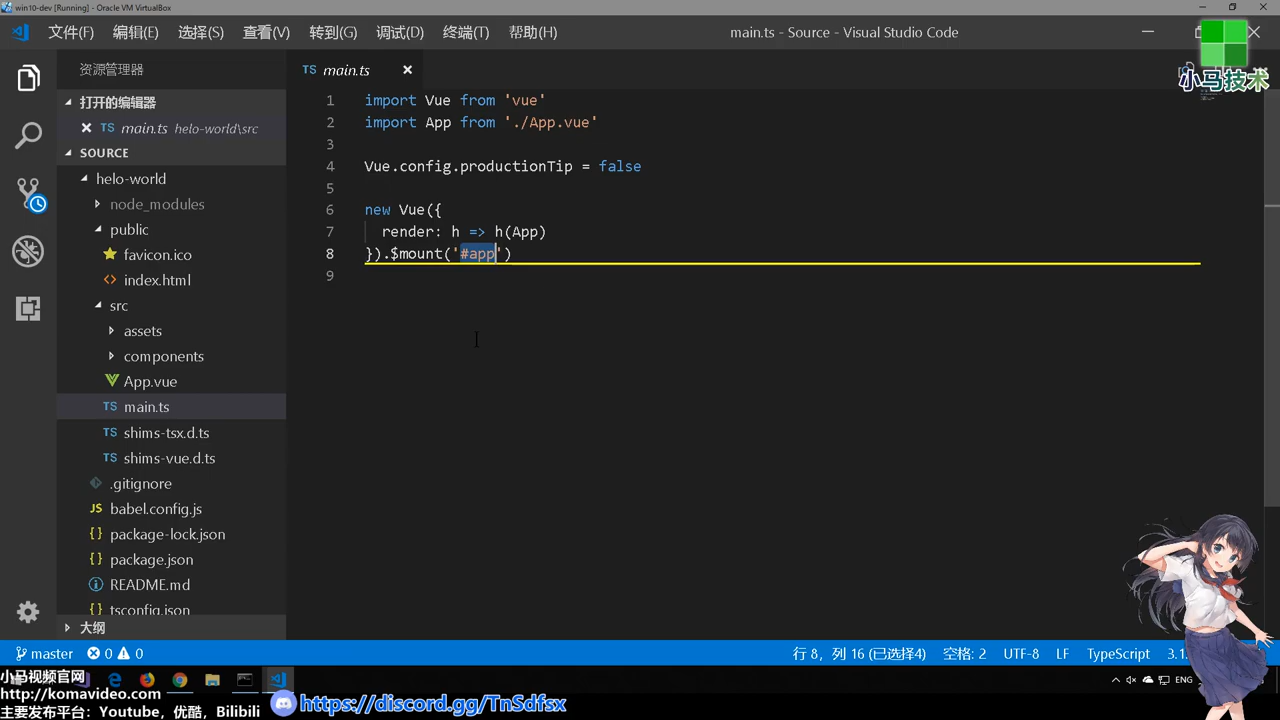 win10-dev [Running] - Oracle VM VirtualBox
文件(F) 编辑(E) 选择(S) 查看(V) 转到(G) 调试(D) 终端(T) 帮助(H) main.ts - Source - Visual Studio Code
小马技术
资源管理器
TS main.ts
打开的编辑器
TS main.ts helo-world\src
SOURCE
helo-world
node_modules
public
favicon.ico
index.html
src
assets
components
App.vue
TS main.ts
TS shims-tsx.d.ts
TS shims-vue.d.ts
.gitignore
JS babel.config.js
{} package-lock.json
{} package.json
README.md
tsconfig.json
大纲
1 import Vue from 'vue'
2 import App from './App.vue'
3
4 Vue.config.productionTip = false
5
6 new Vue({
7 render: h => h(App)
8 }).$mount('#app')
9
master 0 0 行 8，列 16 (已选择4) 空格: 2 UTF-8 LF TypeScript 3.1.
小马视频官网
http://komavideo.com
主要发布平台: Youtube, 优酷, Bilibili
https://discord.gg/TnSdfsx
ENG